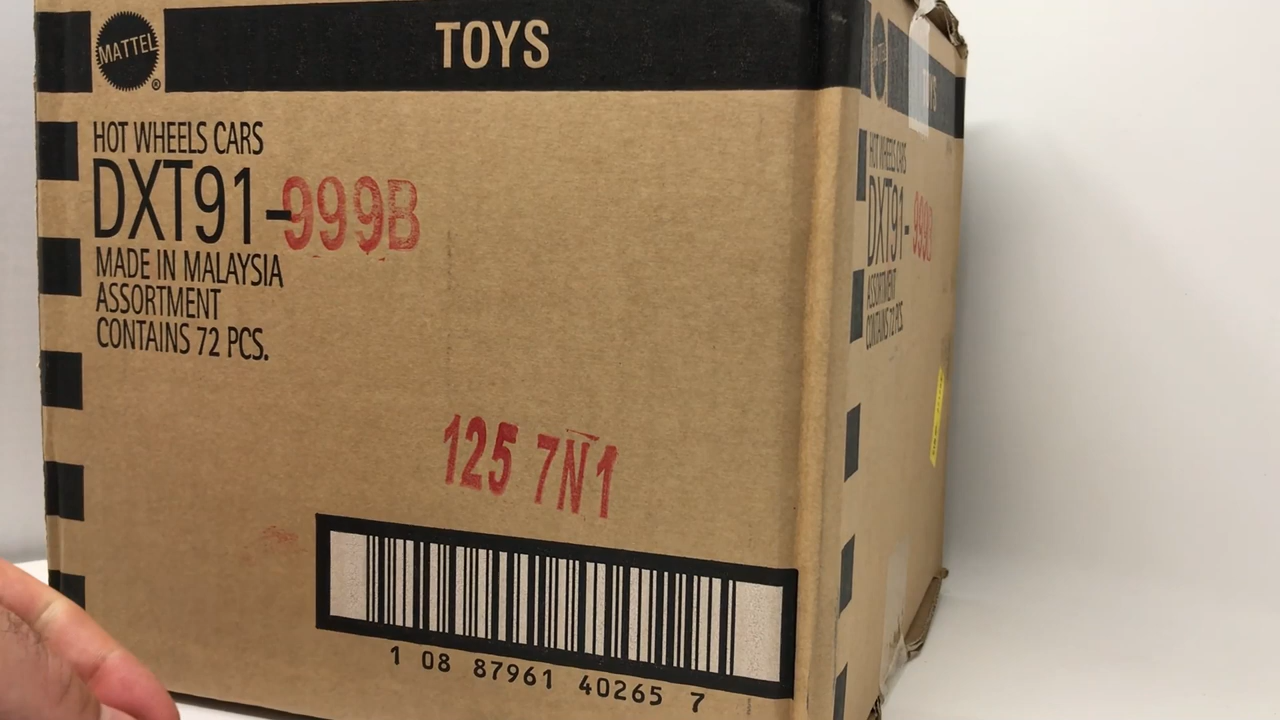 MATTEL
®
TOYS
HOT WHEELS CARS
DXT91-999B
MADE IN MALAYSIA
ASSORTMENT
CONTAINS 72 PCS.
125 7N1
1 08 87961 40265 7
HOT WHEELS CARS
DXT91-999B
ASSORTMENT
CONTAINS 72 PCS.